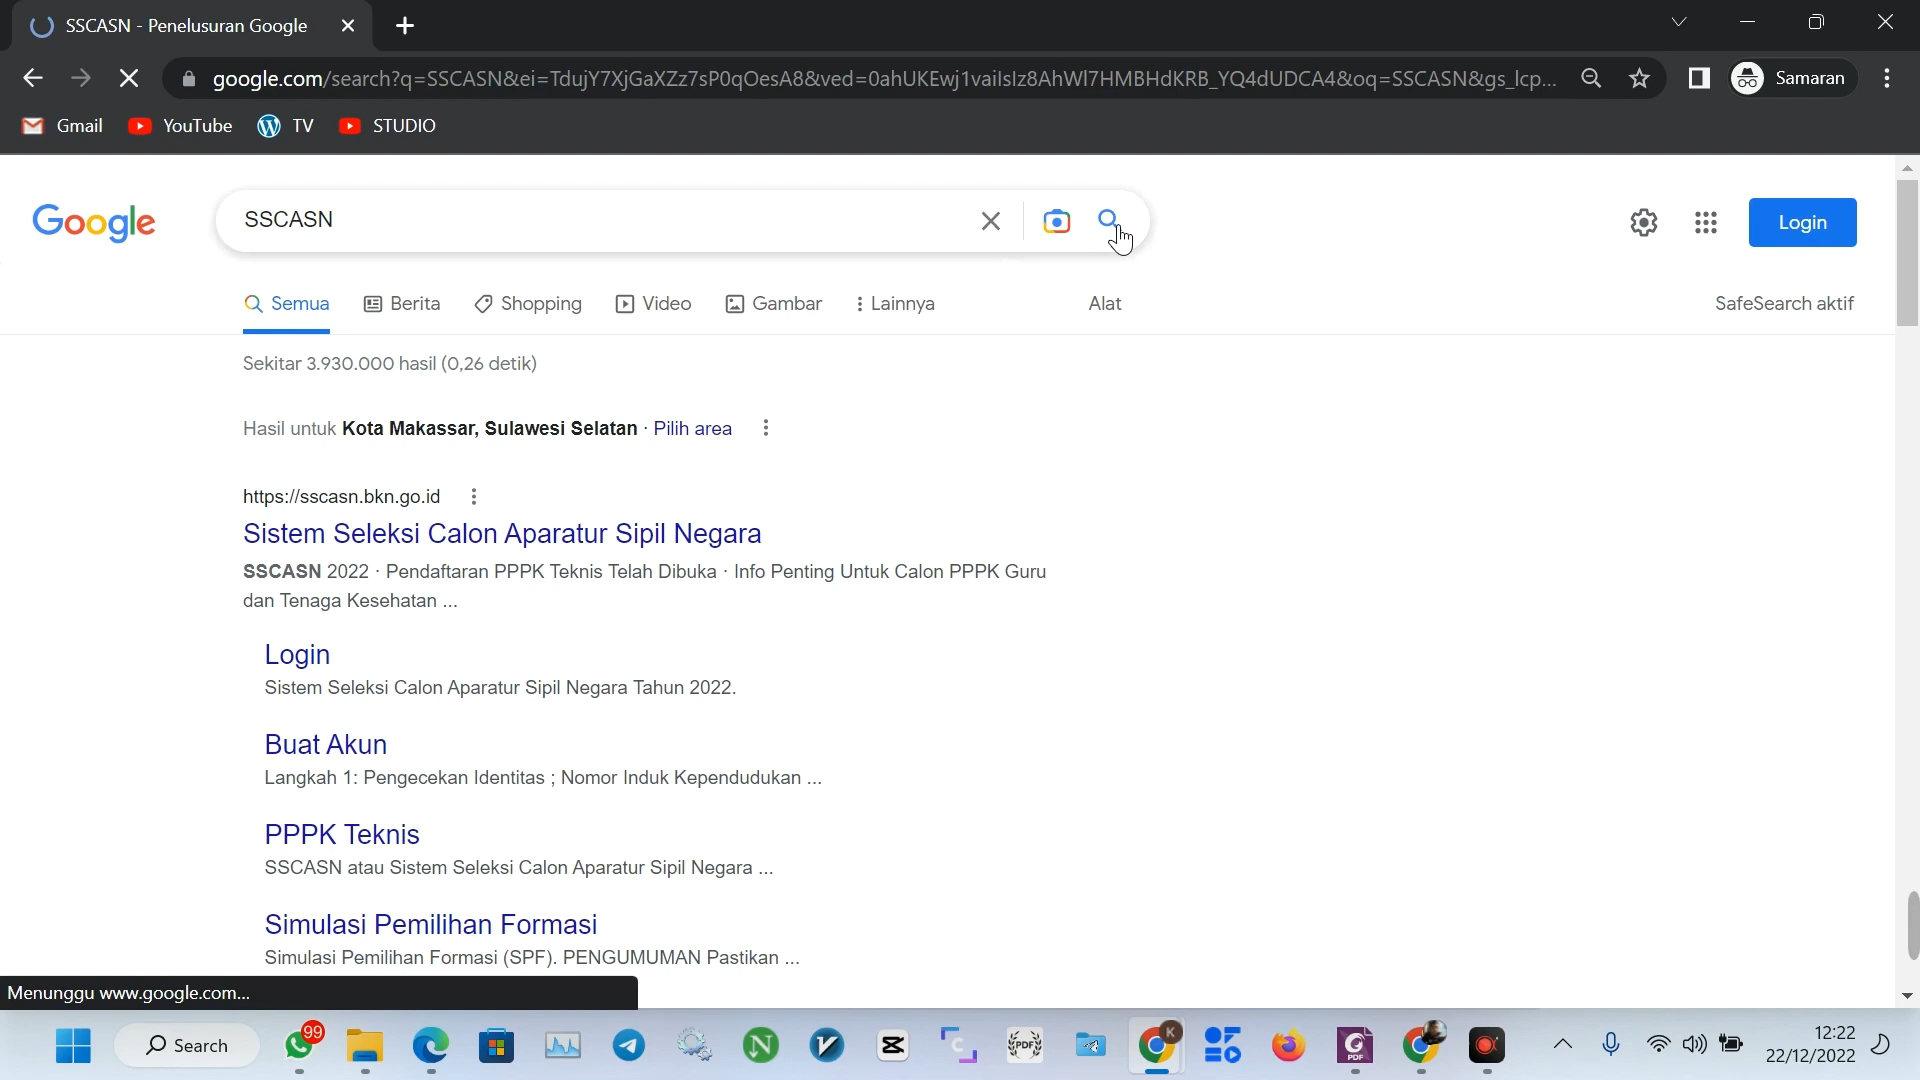 SSCASN - Penelusuran Google
google.com/search?q=SSCASN&ei=TdujY7XjGaXZz7sP0qOesA8&ved=0ahUKEwj1vailsIz8AhWI7HMBHdKRB_YQ4dUDCA4&oq=SSCASN&gs_lcp...
Samaran
Gmail YouTube TV STUDIO
Google SSCASN Login
Semua Berita Shopping Video Gambar Lainnya Alat SafeSearch aktif
Sekitar 3.930.000 hasil (0,26 detik)
Hasil untuk Kota Makassar, Sulawesi Selatan · Pilih area
https://sscasn.bkn.go.id
Sistem Seleksi Calon Aparatur Sipil Negara
SSCASN 2022 · Pendaftaran PPPK Teknis Telah Dibuka · Info Penting Untuk Calon PPPK Guru
dan Tenaga Kesehatan ...
Login
Sistem Seleksi Calon Aparatur Sipil Negara Tahun 2022.
Buat Akun
Langkah 1: Pengecekan Identitas ; Nomor Induk Kependudukan ...
PPPK Teknis
SSCASN atau Sistem Seleksi Calon Aparatur Sipil Negara ...
Simulasi Pemilihan Formasi
Simulasi Pemilihan Formasi (SPF). PENGUMUMAN Pastikan ...
Menunggu www.google.com...
Search 99 PDF K PDF 12:22
22/12/2022